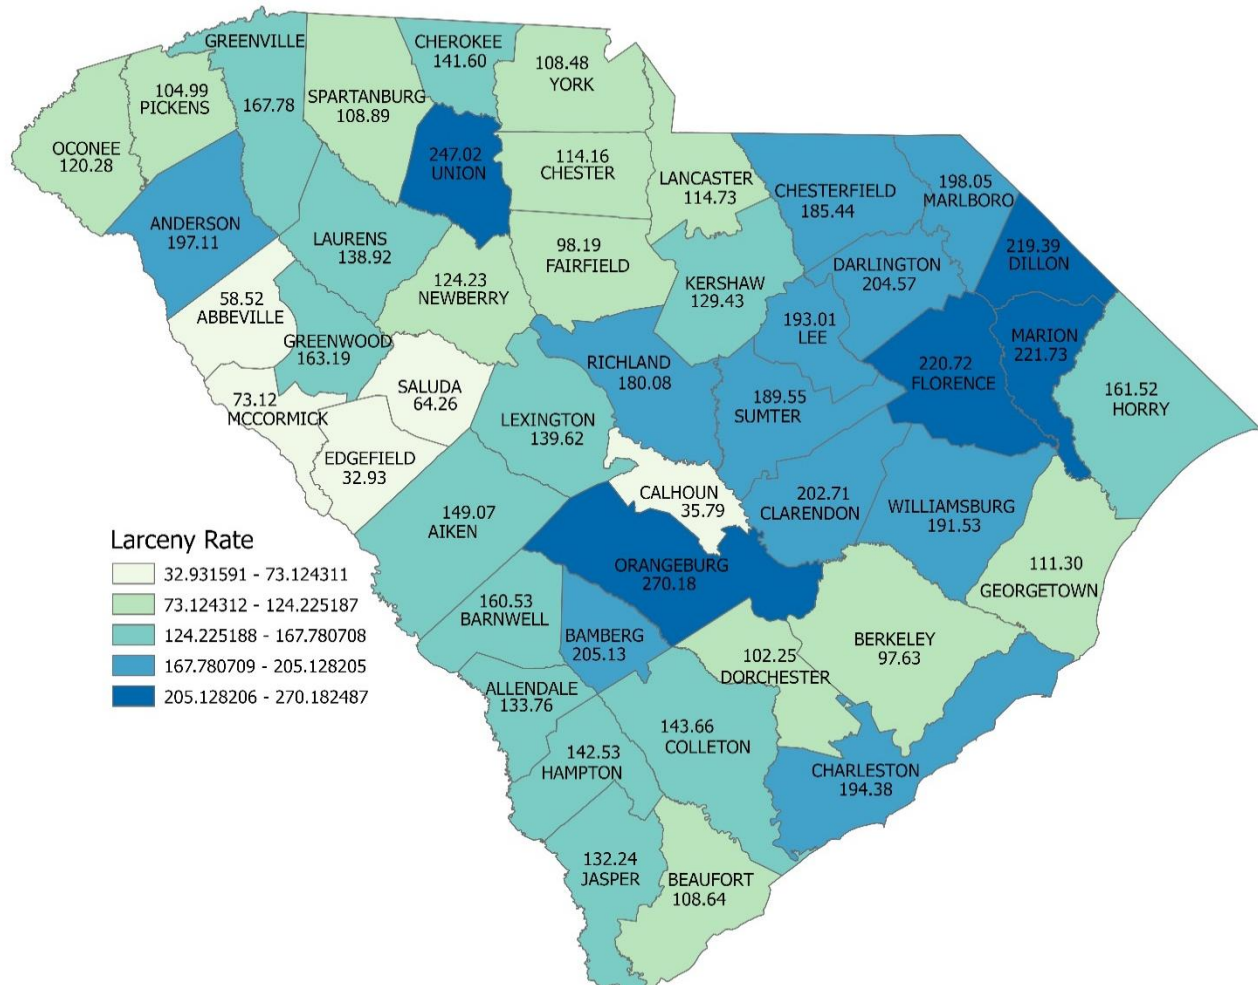 GREENVILLE
167.78
CHEROKEE
141.60
108.48
YORK
104.99
PICKENS
SPARTANBURG
108.89
OCONEE
120.28
247.02
UNION
114.16
CHESTER
LANCASTER
114.73
CHESTERFIELD
185.44
198.05
MARLBORO
ANDERSON
197.11
LAURENS
138.92
98.19
FAIRFIELD
124.23
NEWBERRY
KERSHAW
129.43
DARLINGTON
204.57
219.39
DILLON
58.52
ABBEVILLE
GREENWOOD
163.19
193.01
LEE
MARION
221.73
RICHLAND
180.08
220.72
FLORENCE
73.12
MCCORMICK
SALUDA
64.26
189.55
SUMTER
161.52
HORRY
LEXINGTON
139.62
EDGEFIELD
32.93
CALHOUN
35.79
202.71
CLARENDON
WILLIAMSBURG
191.53
149.07
AIKEN
ORANGEBURG
270.18
111.30
GEORGETOWN
160.53
BARNWELL
BAMBERG
205.13
BERKELEY
97.63
102.25
DORCHESTER
ALLENDALE
133.76
143.66
COLLETON
142.53
HAMPTON
CHARLESTON
194.38
132.24
JASPER
BEAUFORT
108.64
Larceny Rate
32.931591 - 73.124311
73.124312 - 124.225187
124.225188 - 167.780708
167.780709 - 205.128205
205.128206 - 270.182487